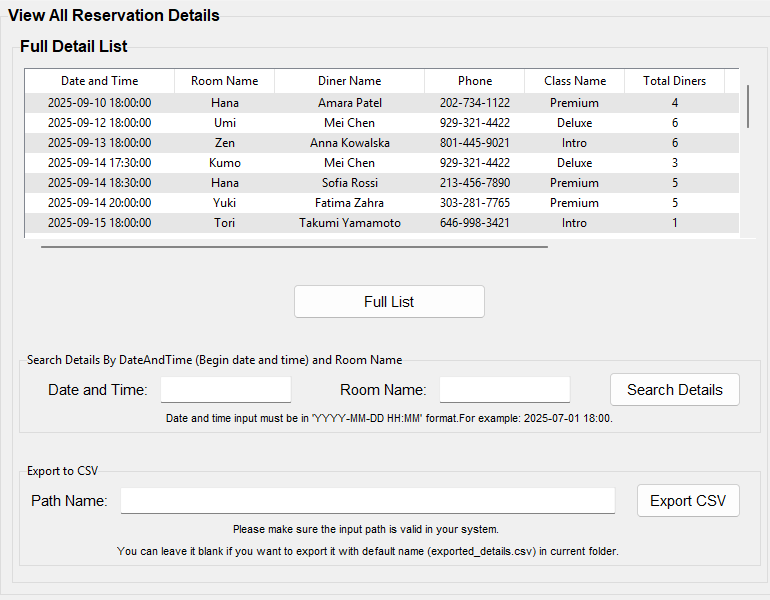 View All Reservation Details
Full Detail List
Date and Time Room Name Diner Name Phone Class Name Total Diners
2025-09-10 18:00:00 Hana Amara Patel 202-734-1122 Premium 4
2025-09-12 18:00:00 Umi Mei Chen 929-321-4422 Deluxe 6
2025-09-13 18:00:00 Zen Anna Kowalska 801-445-9021 Intro 6
2025-09-14 17:30:00 Kumo Mei Chen 929-321-4422 Deluxe 3
2025-09-14 18:30:00 Hana Sofia Rossi 213-456-7890 Premium 5
2025-09-14 20:00:00 Yuki Fatima Zahra 303-281-7765 Premium 5
2025-09-15 18:00:00 Tori Takumi Yamamoto 646-998-3421 Intro 1
Full List
Search Details By DateAndTime (Begin date and time) and Room Name
Date and Time: Room Name: Search Details
Date and time input must be in 'YYYY-MM-DD HH:MM' format.For example: 2025-07-01 18:00.
Export to CSV
Path Name: Export CSV
Please make sure the input path is valid in your system.
You can leave it blank if you want to export it with default name (exported_details.csv) in current folder.